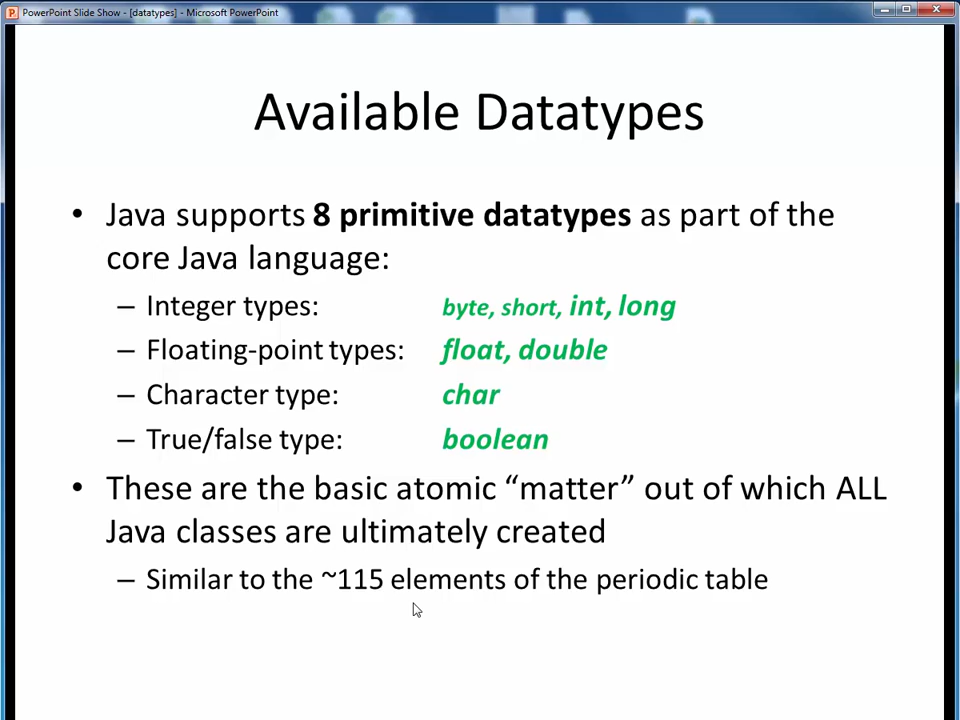 PowerPoint Slide Show - [datatypes] - Microsoft PowerPoint
Available Datatypes
• Java supports 8 primitive datatypes as part of the
core Java language:
– Integer types: byte, short, int, long
– Floating-point types: float, double
– Character type: char
– True/false type: boolean
• These are the basic atomic “matter” out of which ALL
Java classes are ultimately created
– Similar to the ~115 elements of the periodic table